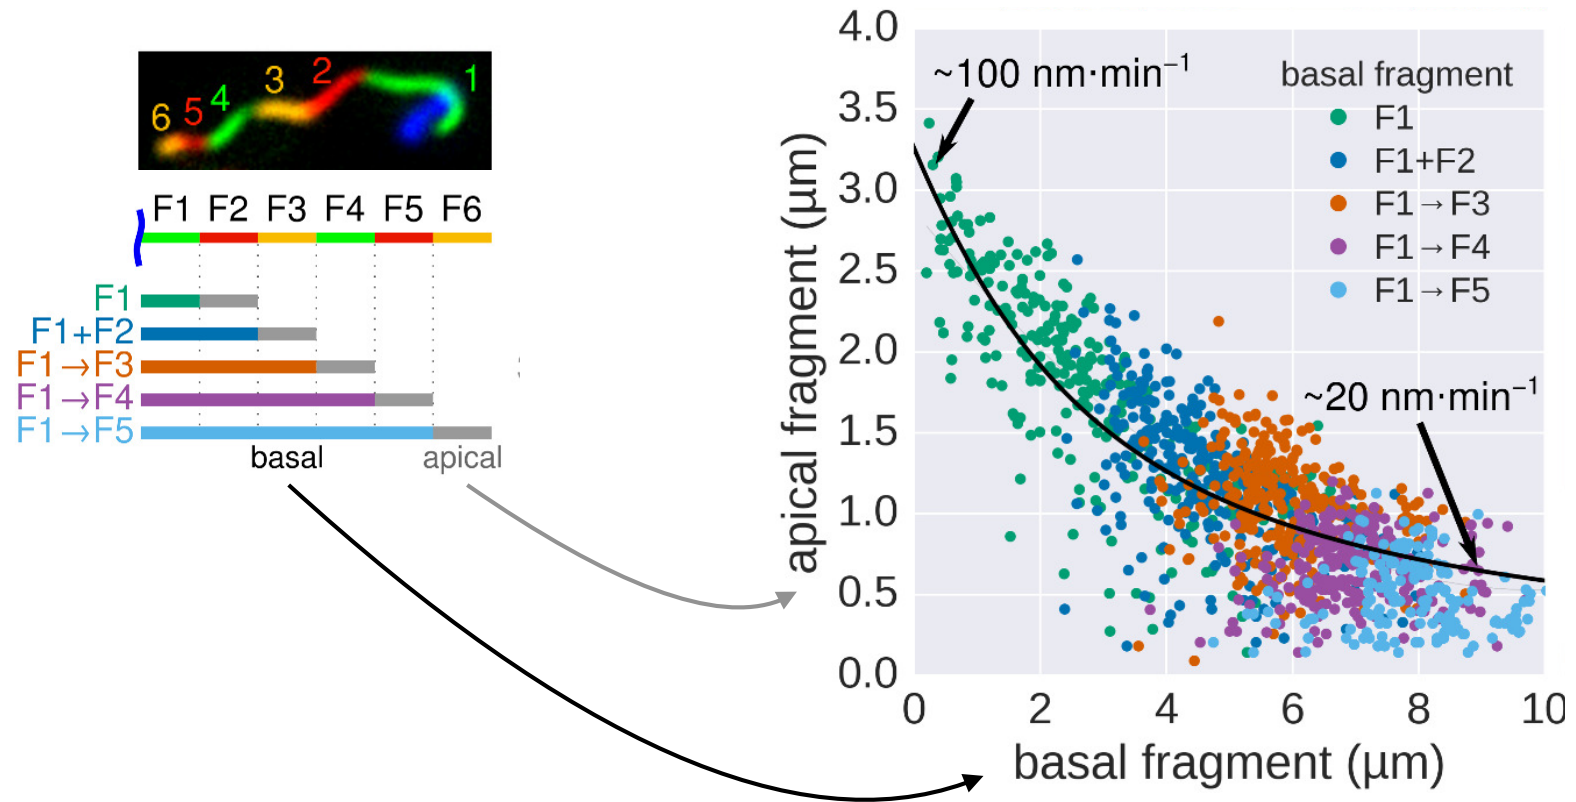 6 5 4 3 2 1
F1 F2 F3 F4 F5 F6
F1
F1+F2
F1→F3
F1→F4
F1→F5
basal
apical
4.0
3.5
3.0
2.5
2.0
1.5
1.0
0.5
0.0
apical fragment (µm)
~100 nm·min⁻¹
basal fragment
F1
F1+F2
F1→F3
F1→F4
F1→F5
~20 nm·min⁻¹
0 2 4 6 8 10
basal fragment (µm)